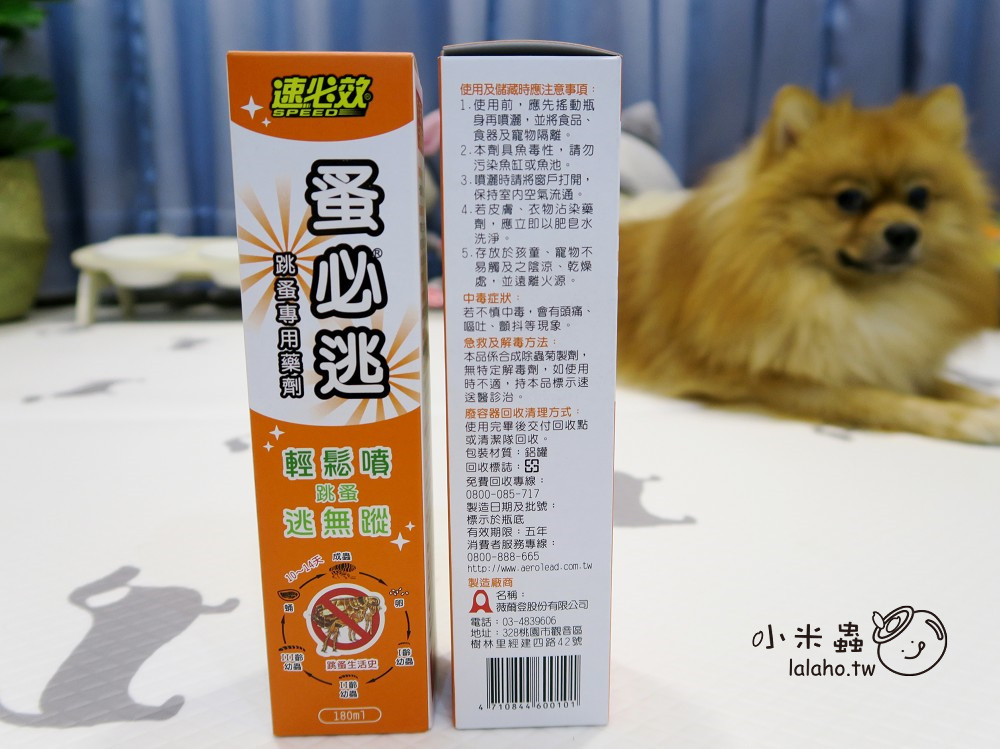 速必效
SPEED
蚤必逃®
跳蚤專用藥劑
輕鬆噴
跳蚤
逃無蹤
10~14天
成蟲
卵
I齡
幼蟲
II齡
幼蟲
III齡
幼蟲
蛹
跳蚤生活史
180ml
使用及儲藏時應注意事項：
1.使用前，應先搖動瓶
身再噴灑，並將食品、
食器及寵物隔離。
2.本劑具魚毒性，請勿
污染魚缸或魚池。
3.噴灑時請將窗戶打開，
保持室內空氣流通。
4.若皮膚、衣物沾染藥
劑，應立即以肥皂水
洗淨。
5.存放於孩童、寵物不
易觸及之陰涼、乾燥
處，並遠離火源。
中毒症狀：
若不慎中毒，會有頭痛、
嘔吐、顫抖等現象。
急救及解毒方法：
本品係合成除蟲菊製劑，
無特定解毒劑，如使用
時不適，持本品標示速
送醫診治。
廢容器回收清理方式：
使用完畢後交付回收點
或清潔隊回收。
包裝材質：鋁罐
回收標誌：
免費回收專線：
0800-085-717
製造日期及批號：
標示於瓶底
有效期限：五年
消費者服務專線：
0800-888-665
http://www.aerolead.com.tw
製造廠商
名稱：
薇爾登股份有限公司
電話：03-4839606
地址：328桃園市觀音區
樹林里經建四路42號
4 710844 600101
小米蟲
lalaho.tw